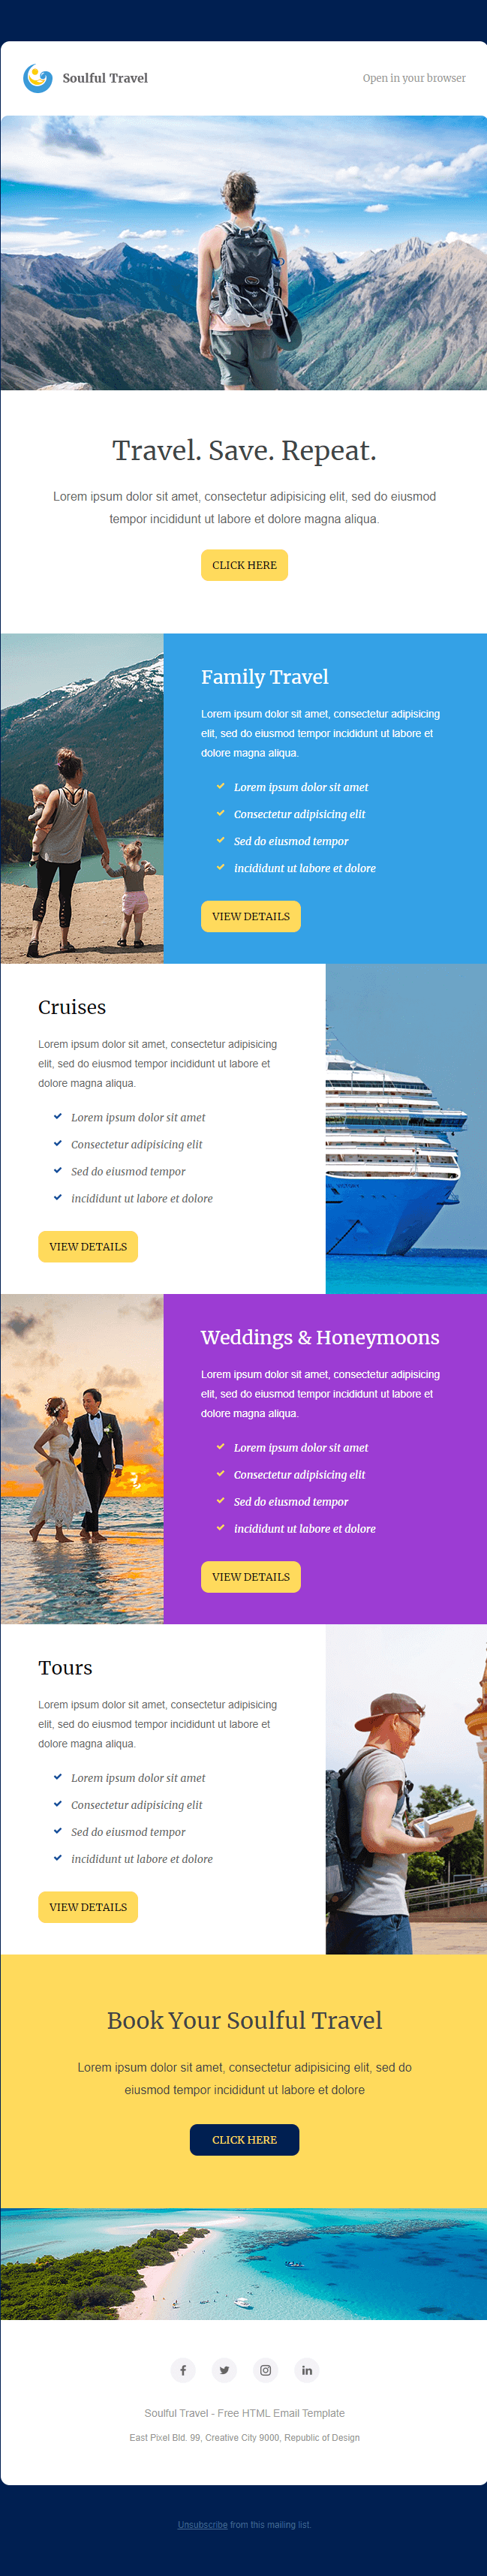 Soulful Travel
Open in your browser
Travel. Save. Repeat.
Lorem ipsum dolor sit amet, consectetur adipisicing elit, sed do eiusmod
tempor incididunt ut labore et dolore magna aliqua.
CLICK HERE
Family Travel
Lorem ipsum dolor sit amet, consectetur adipisicing
elit, sed do eiusmod tempor incididunt ut labore et
dolore magna aliqua.
Lorem ipsum dolor sit amet
Consectetur adipisicing elit
Sed do eiusmod tempor
incididunt ut labore et dolore
VIEW DETAILS
Cruises
Lorem ipsum dolor sit amet, consectetur adipisicing
elit, sed do eiusmod tempor incididunt ut labore et
dolore magna aliqua.
Lorem ipsum dolor sit amet
Consectetur adipisicing elit
Sed do eiusmod tempor
incididunt ut labore et dolore
VIEW DETAILS
Weddings & Honeymoons
Lorem ipsum dolor sit amet, consectetur adipisicing
elit, sed do eiusmod tempor incididunt ut labore et
dolore magna aliqua.
Lorem ipsum dolor sit amet
Consectetur adipisicing elit
Sed do eiusmod tempor
incididunt ut labore et dolore
VIEW DETAILS
Tours
Lorem ipsum dolor sit amet, consectetur adipisicing
elit, sed do eiusmod tempor incididunt ut labore et
dolore magna aliqua.
Lorem ipsum dolor sit amet
Consectetur adipisicing elit
Sed do eiusmod tempor
incididunt ut labore et dolore
VIEW DETAILS
Book Your Soulful Travel
Lorem ipsum dolor sit amet, consectetur adipisicing elit, sed do
eiusmod tempor incididunt ut labore et dolore
CLICK HERE
Soulful Travel - Free HTML Email Template
East Pixel Bld. 99, Creative City 9000, Republic of Design
Unsubscribe from this mailing list.